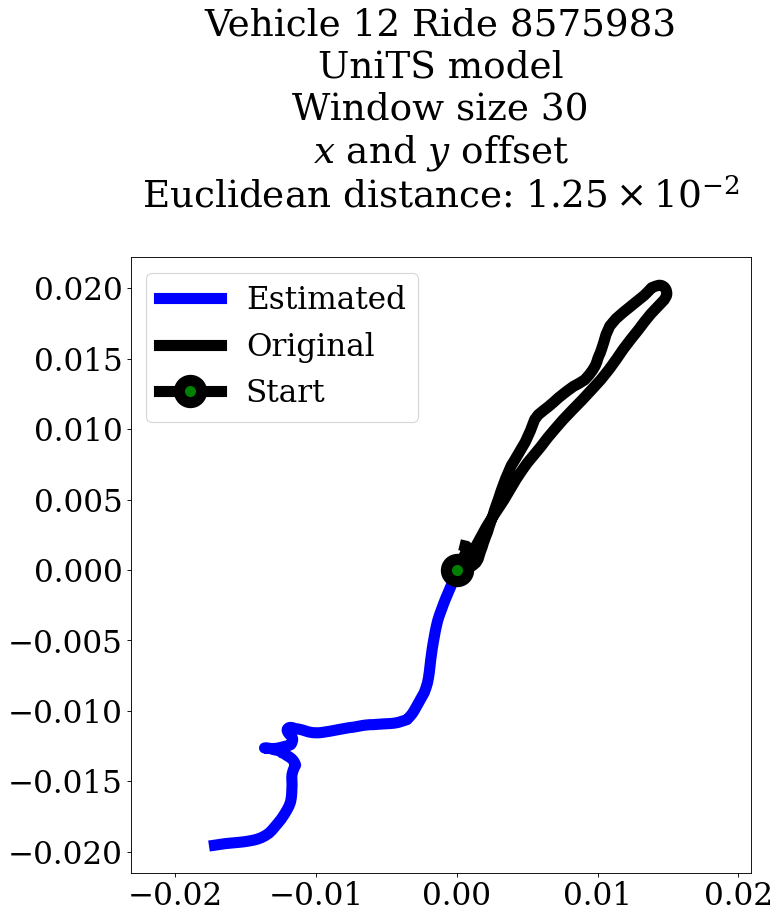 Vehicle 12 Ride 8575983
UniTS model
Window size 30
x and y offset
Euclidean distance: 1.25 × 10⁻²
Estimated
Original
Start
0.020
0.015
0.010
0.005
0.000
−0.005
−0.010
−0.015
−0.020
−0.02 −0.01 0.00 0.01 0.02